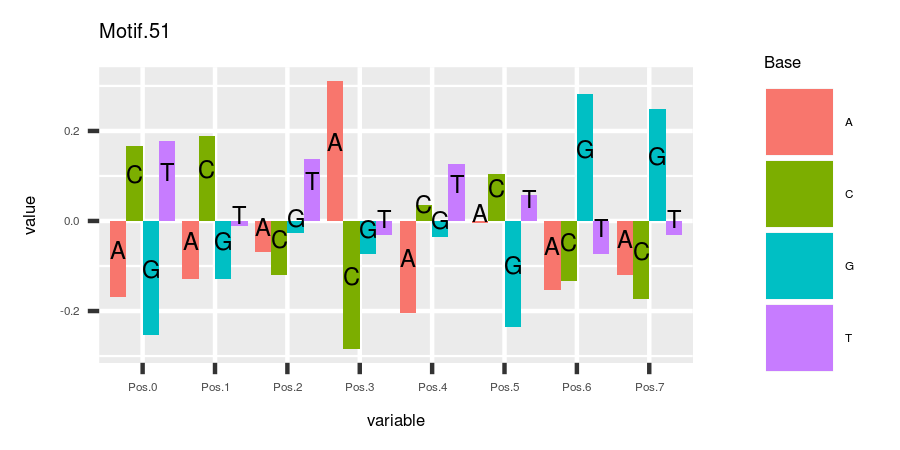 Motif.51
Base
A
C
G
T
value
0.2
0.0
-0.2
A C G T A C G T A C G T A C G T A C G T A C G T A C G T A C G T
Pos.0 Pos.1 Pos.2 Pos.3 Pos.4 Pos.5 Pos.6 Pos.7
variable